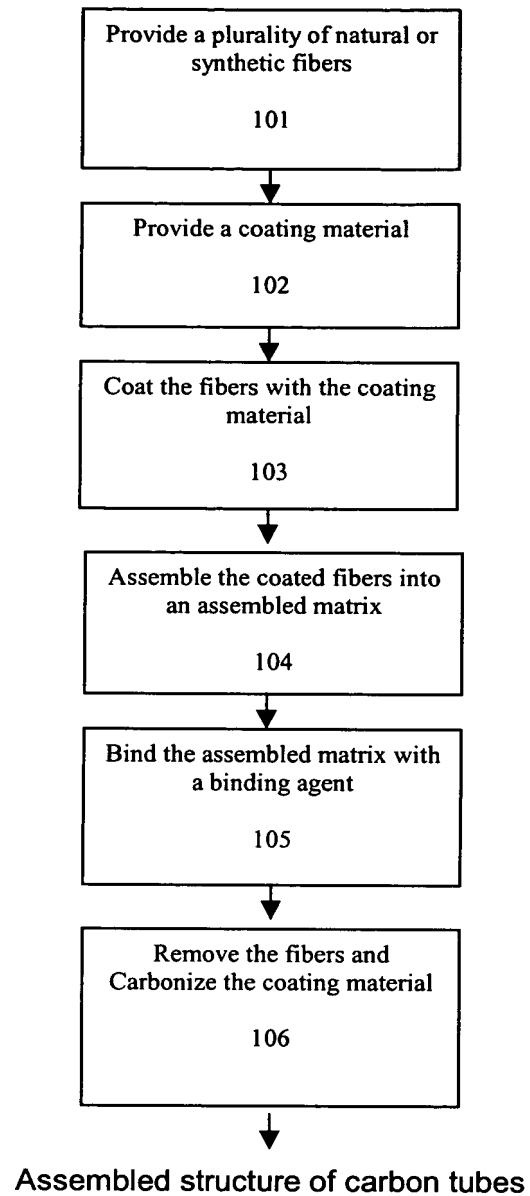 Provide a plurality of natural or
synthetic fibers
101
Provide a coating material
102
Coat the fibers with the coating
material
103
Assemble the coated fibers into
an assembled matrix
104
Bind the assembled matrix with
a binding agent
105
Remove the fibers and
Carbonize the coating material
106
Assembled structure of carbon tubes